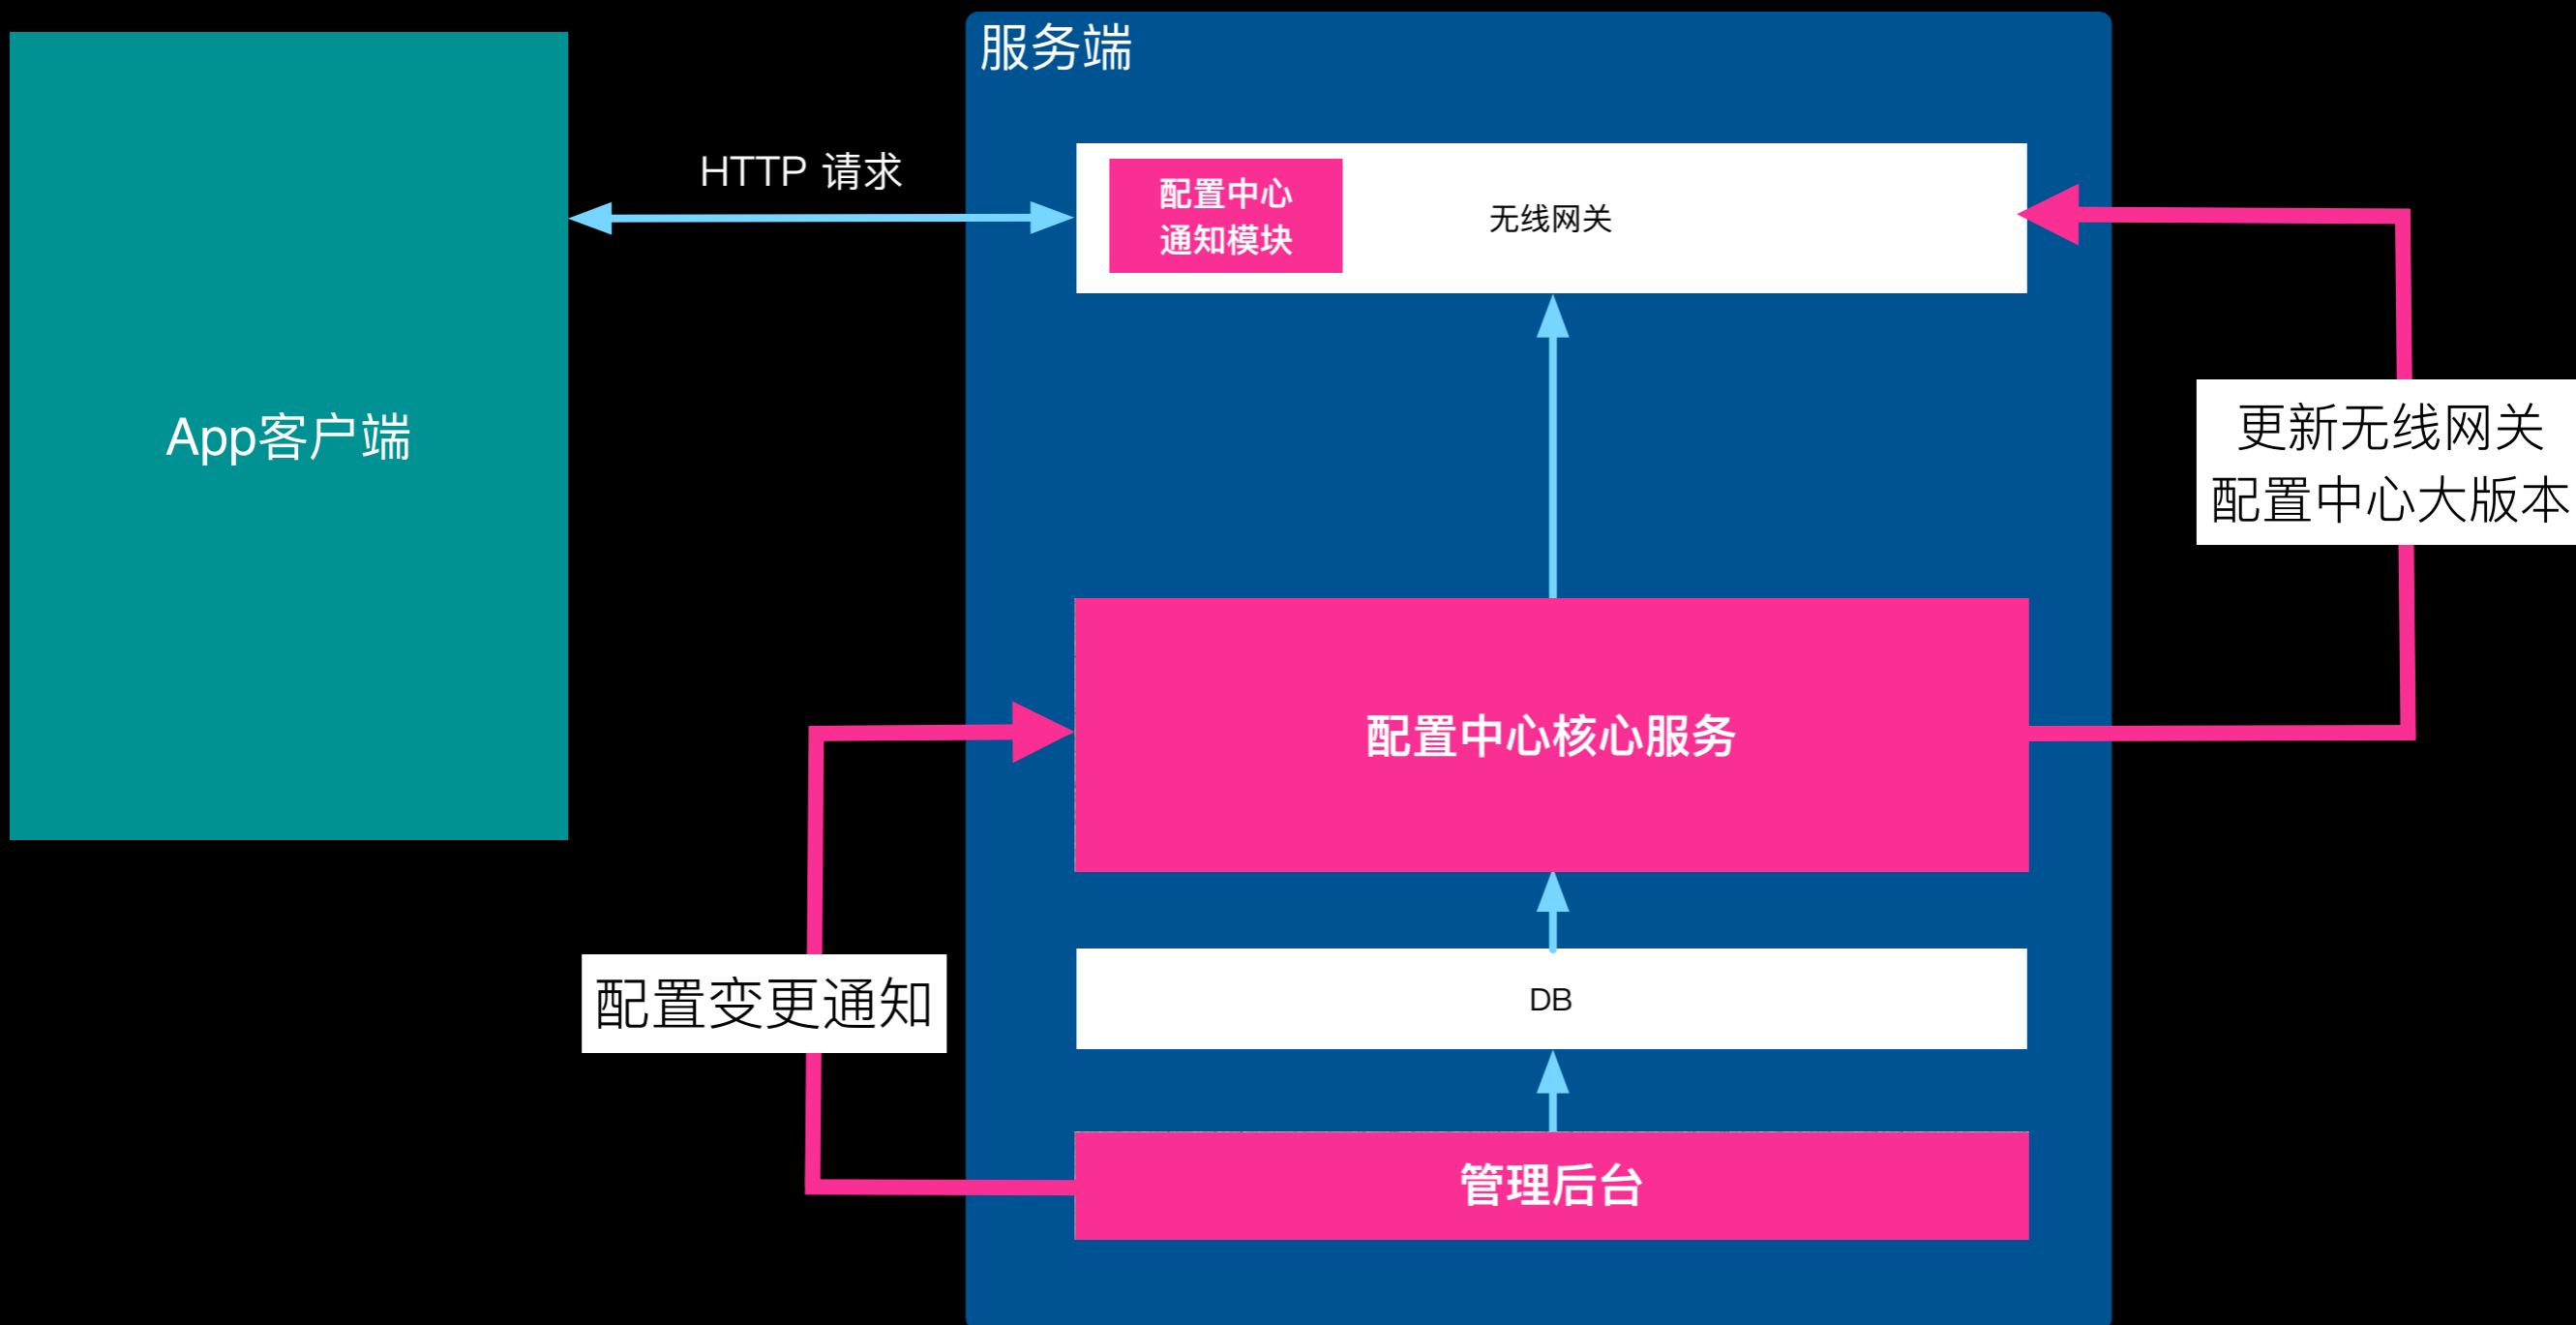 服务端
HTTP 请求
配置中心
通知模块
无线网关
App客户端
更新无线网关
配置中心大版本
配置中心核心服务
配置变更通知
DB
管理后台